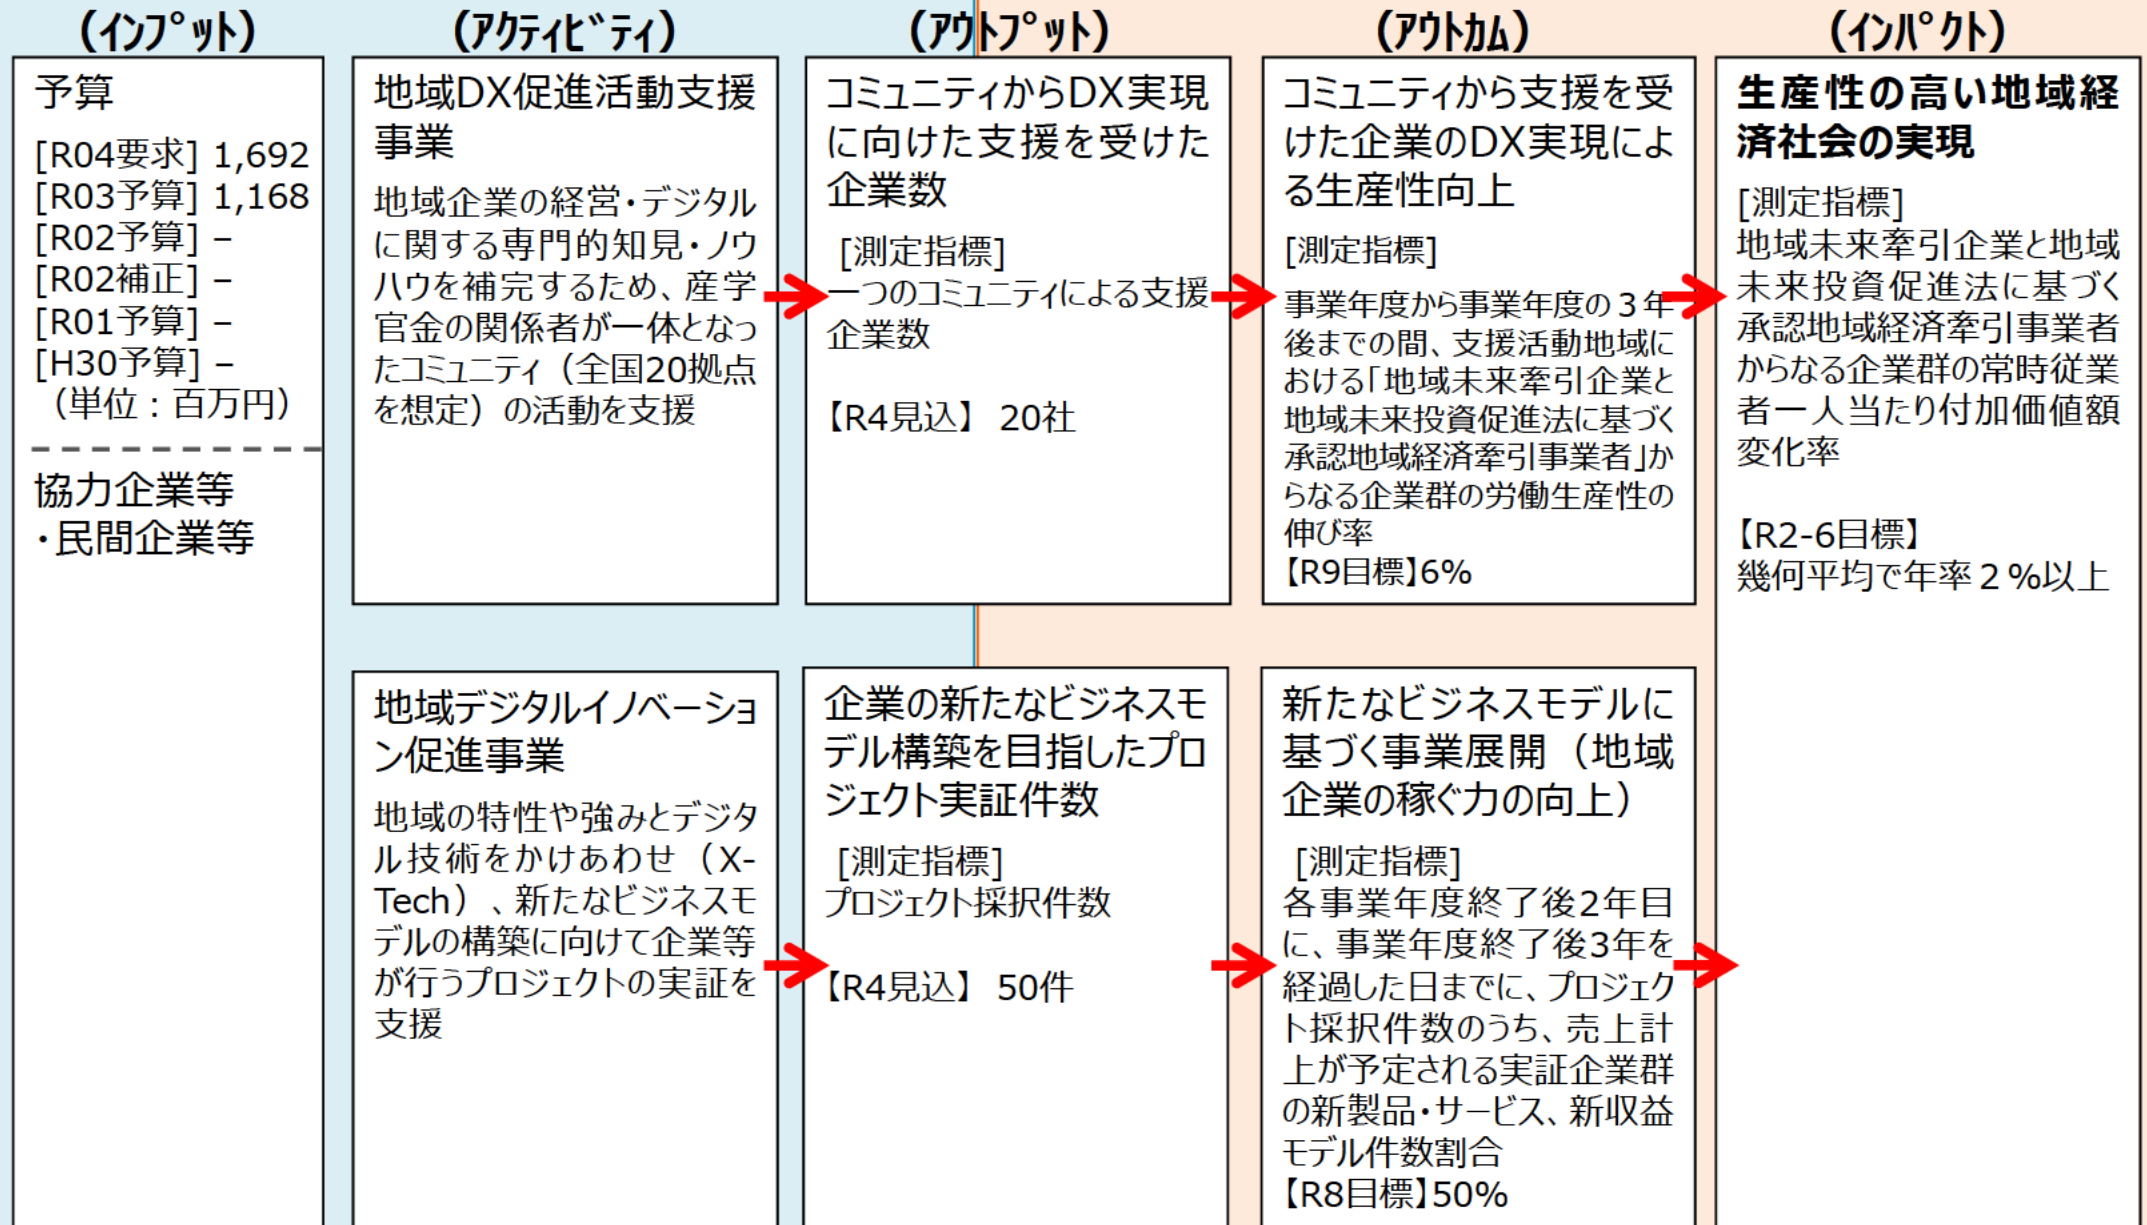 (ｲﾝﾌﾟｯﾄ)
予算
[R04要求] 1,692
[R03予算] 1,168
[R02予算] –
[R02補正] –
[R01予算] –
[H30予算] –
（単位：百万円）
協力企業等
・民間企業等
(ｱｸﾃｨﾋﾞﾃｨ)
地域DX促進活動支援
事業
地域企業の経営・デジタル
に関する専門的知見・ノウ
ハウを補完するため、産学
官金の関係者が一体となっ
たコミュニティ（全国20拠点
を想定）の活動を支援
(ｱｳﾄﾌﾟｯﾄ)
コミュニティからDX実現
に向けた支援を受けた
企業数
[測定指標]
一つのコミュニティによる支援
企業数
【R4見込】 20社
(ｱｳﾄｶﾑ)
コミュニティから支援を受
けた企業のDX実現によ
る生産性向上
[測定指標]
事業年度から事業年度の３年
後までの間、支援活動地域に
おける「地域未来牽引企業と
地域未来投資促進法に基づく
承認地域経済牽引事業者」か
らなる企業群の労働生産性の
伸び率
【R9目標】6%
(ｲﾝﾊﾟｸﾄ)
生産性の高い地域経
済社会の実現
[測定指標]
地域未来牽引企業と地域
未来投資促進法に基づく
承認地域経済牽引事業者
からなる企業群の常時従業
者一人当たり付加価値額
変化率
【R2-6目標】
幾何平均で年率２%以上
地域デジタルイノベーショ
ン促進事業
地域の特性や強みとデジタ
ル技術をかけあわせ（X-
Tech）、新たなビジネスモ
デルの構築に向けて企業等
が行うプロジェクトの実証を
支援
企業の新たなビジネスモ
デル構築を目指したプロ
ジェクト実証件数
[測定指標]
プロジェクト採択件数
【R4見込】 50件
新たなビジネスモデルに
基づく事業展開（地域
企業の稼ぐ力の向上）
[測定指標]
各事業年度終了後2年目
に、事業年度終了後3年を
経過した日までに、プロジェク
ト採択件数のうち、売上計
上が予定される実証企業群
の新製品・サービス、新収益
モデル件数割合
【R8目標】50%